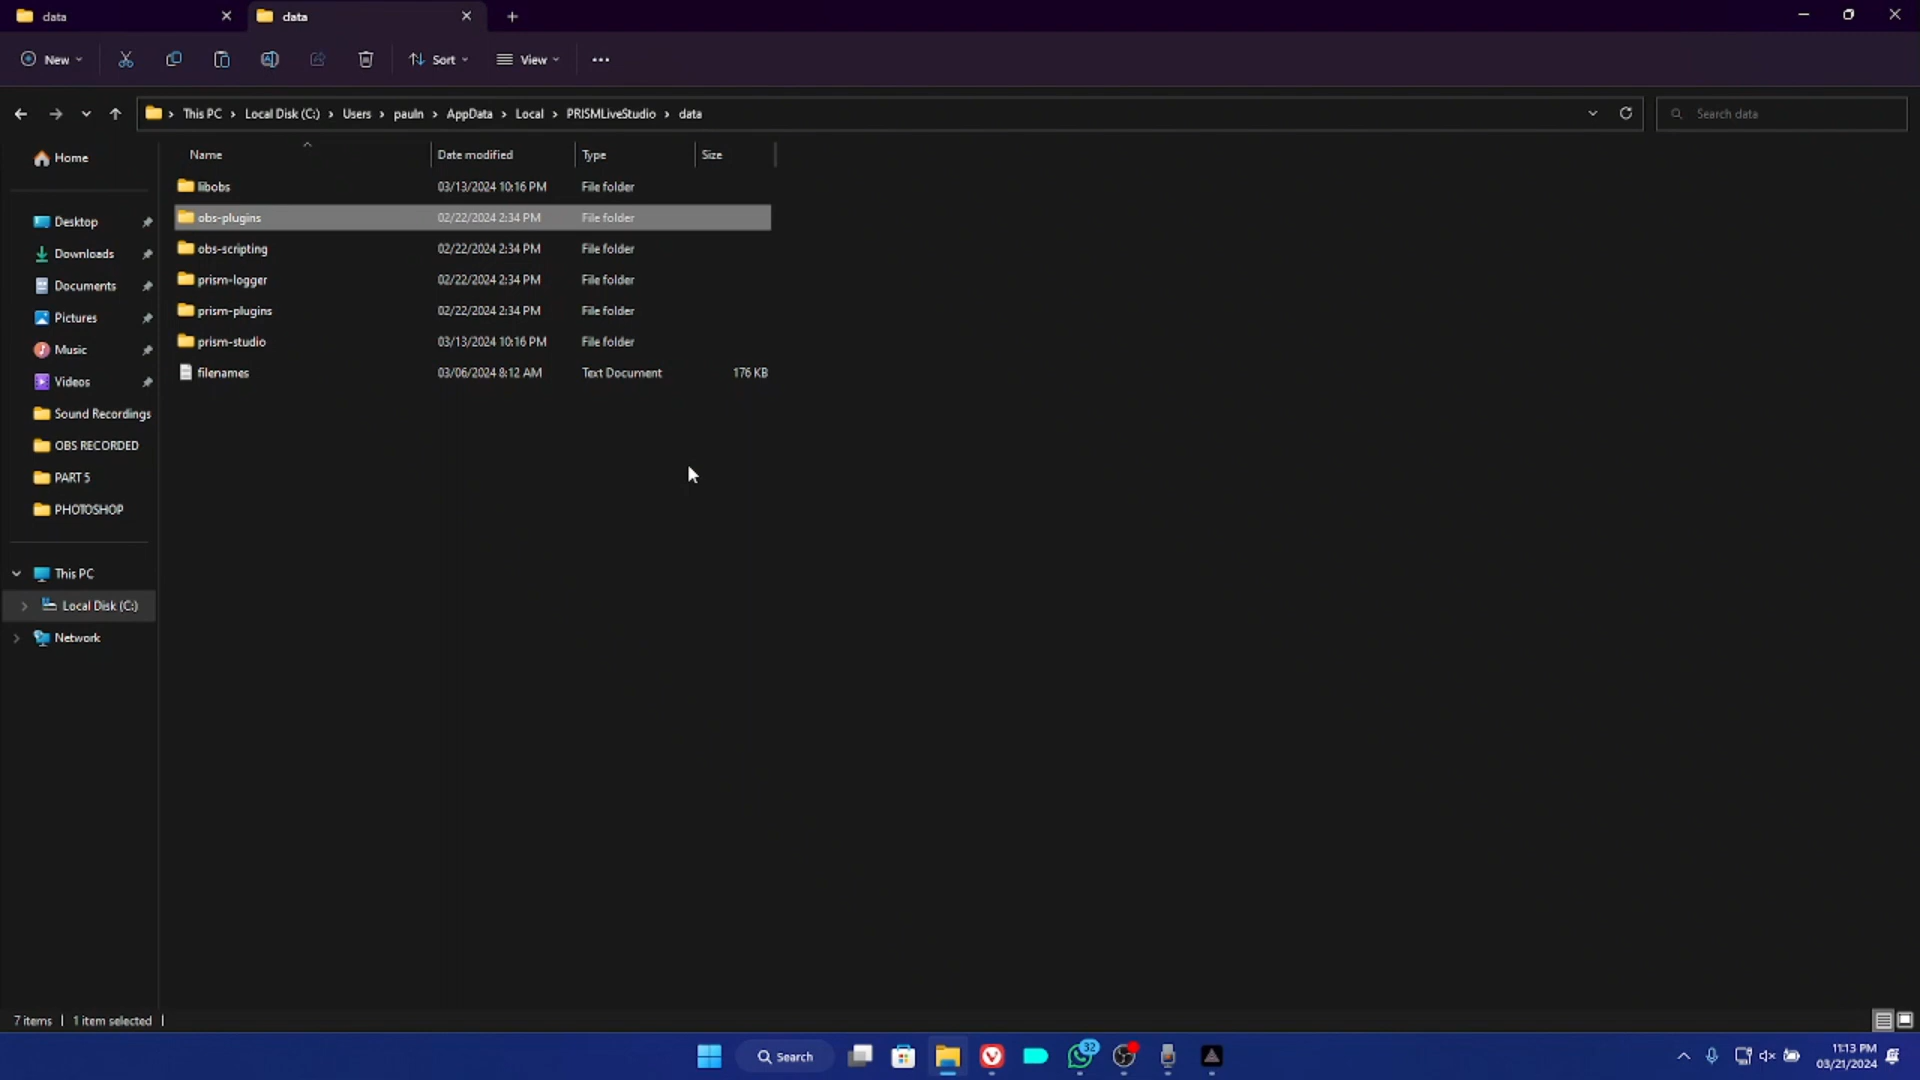 data
data
New
Sort
View
This PC > Local Disk (C:) > Users > pauln > AppData > Local > PRISMLiveStudio > data
Search data
Name Date modified Type Size
libobs 03/13/2024 10:16 PM File folder
obs-plugins 02/22/2024 2:34 PM File folder
obs-scripting 02/22/2024 2:34 PM File folder
prism-logger 02/22/2024 2:34 PM File folder
prism-plugins 02/22/2024 2:34 PM File folder
prism-studio 03/13/2024 10:16 PM File folder
filenames 03/06/2024 8:12 AM Text Document 176 KB
Home
Desktop
Downloads
Documents
Pictures
Music
Videos
Sound Recordings
OBS RECORDED
PART 5
PHOTOSHOP
This PC
Local Disk (C:)
Network
7 items | 1 item selected |
Search
32
11:13 PM
03/21/2024